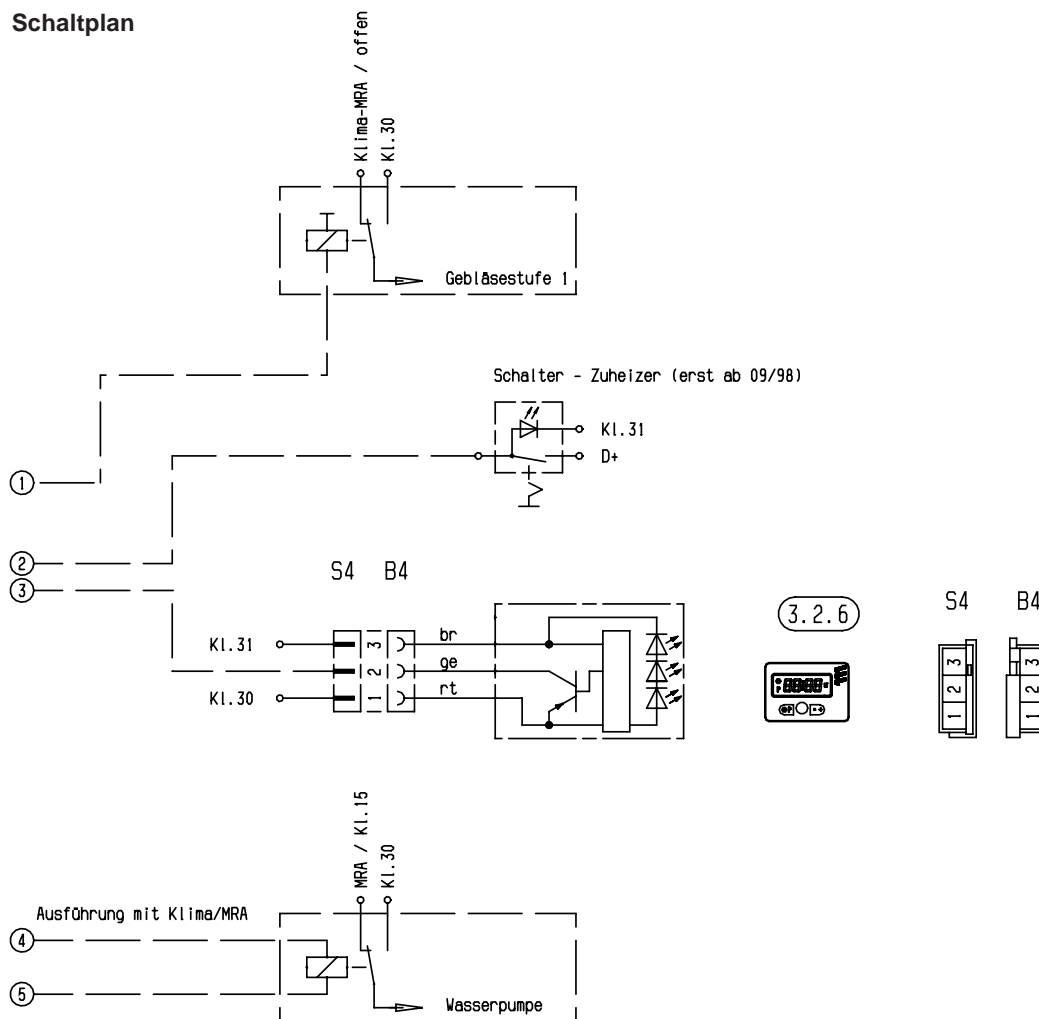 Schaltplan
Klima-MRA / offen
Kl.30
Gebläsestufe 1
Schalter - Zuheizer (erst ab 09/98)
Kl.31
D+
1
2
3
S4 B4
Kl.31
3
br
2
ge
Kl.30
1
rt
3.2.6
S4 B4
3 3
2 2
1 1
MRA / Kl.15
Kl.30
Ausführung mit Klima/MRA
4
5
Wasserpumpe